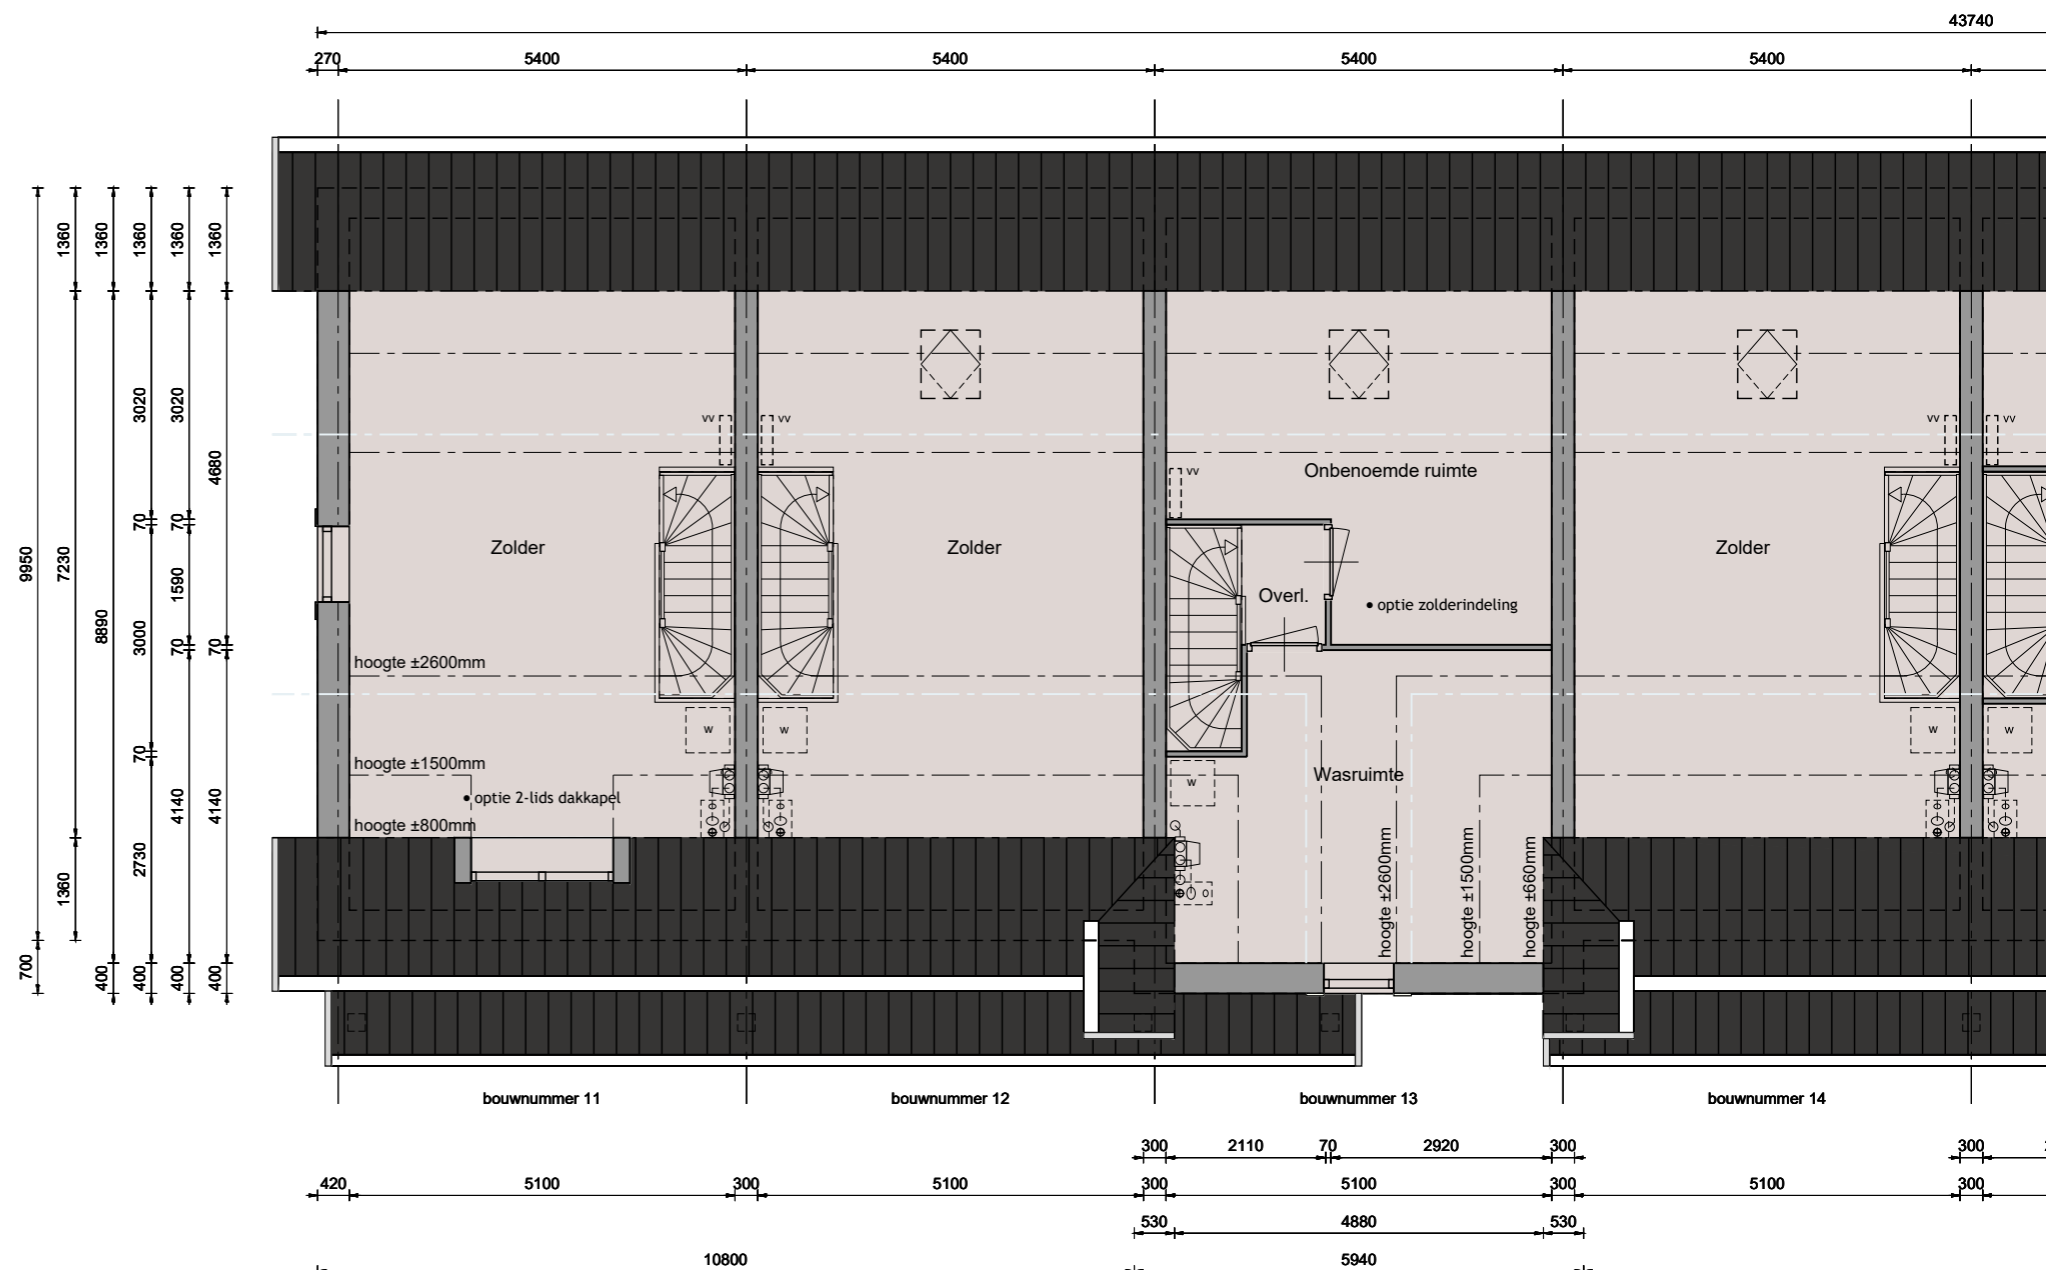 43740
270 5400 5400 5400 5400
1360 1360 1360 1360 1360
3020 3020
4680
vv vv vv vv
Onbenoemde ruimte
vv
70 70
9950 7230
Zolder Zolder Zolder
1590
Overl.
• optie zolderindeling
8890 3000
70 70
hoogte ±2600mm
w w w w
70
hoogte ±1500mm
Wasruimte
w
• optie 2-lids dakkapel
4140 4140
hoogte ±800mm
2730
1360
hoogte ±2600mm
hoogte ±1500mm
hoogte ±660mm
700 400 400 400 400
bouwnummer 11 bouwnummer 12 bouwnummer 13 bouwnummer 14
300 2110 70 2920 300 300
420 5100 300 5100 300 5100 300 5100 300
530 4880 530
10800 5940